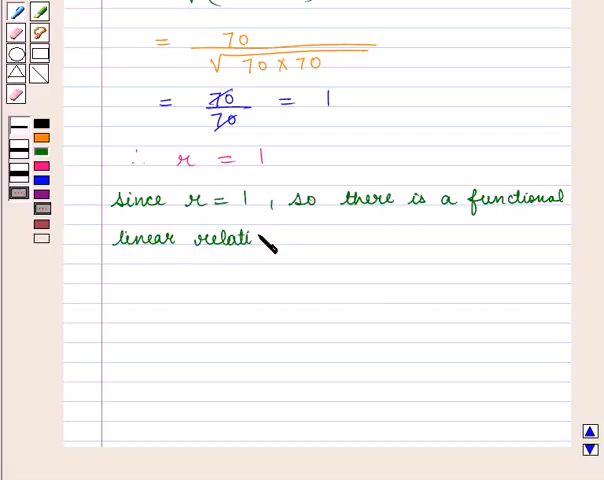 = 70
√ 70 × 70
= 70 = 1
70
∴ r = 1
since r = 1 , so there is a functional
linear relati